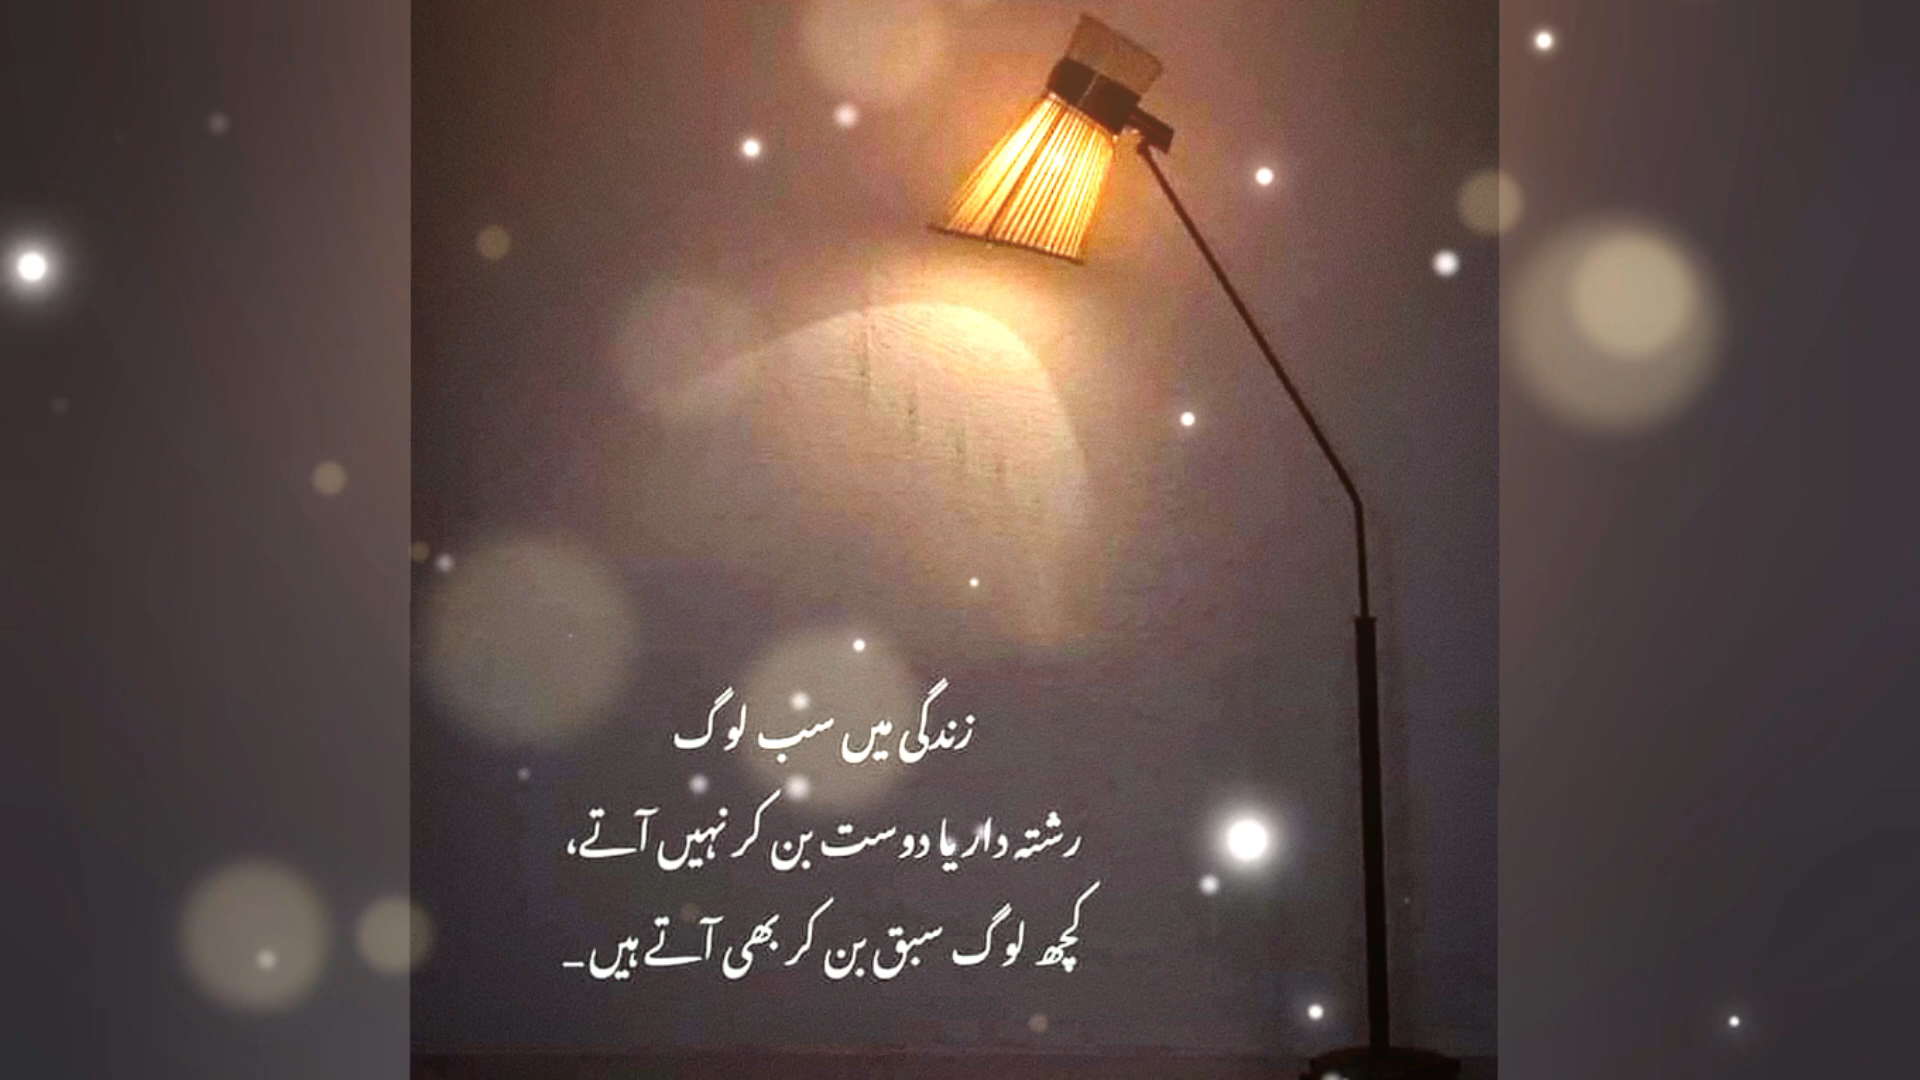 زندگی میں سب لوگ
رشتہ دار یا دوست بن کر نہیں آتے،
کچھ لوگ سبق بن کر بھی آتے ہیں۔